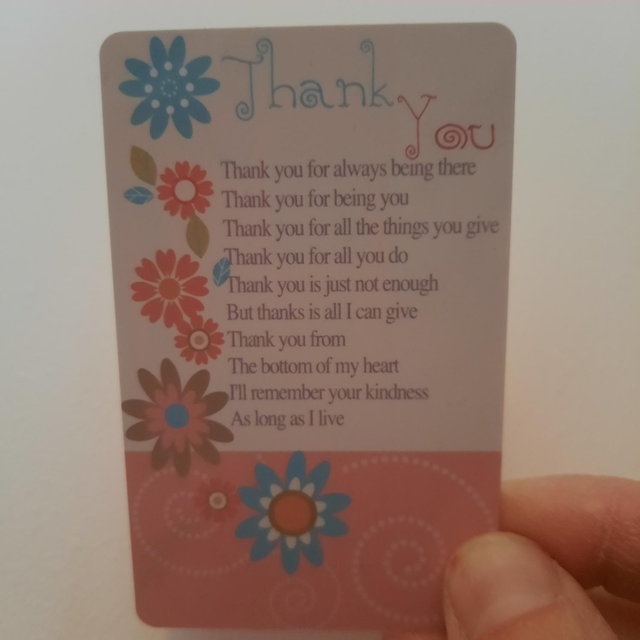 Thank
You
Thank you for always being there
Thank you for being you
Thank you for all the things you give
Thank you for all you do
Thank you is just not enough
But thanks is all I can give
Thank you from
The bottom of my heart
I'll remember your kindness
As long as I live